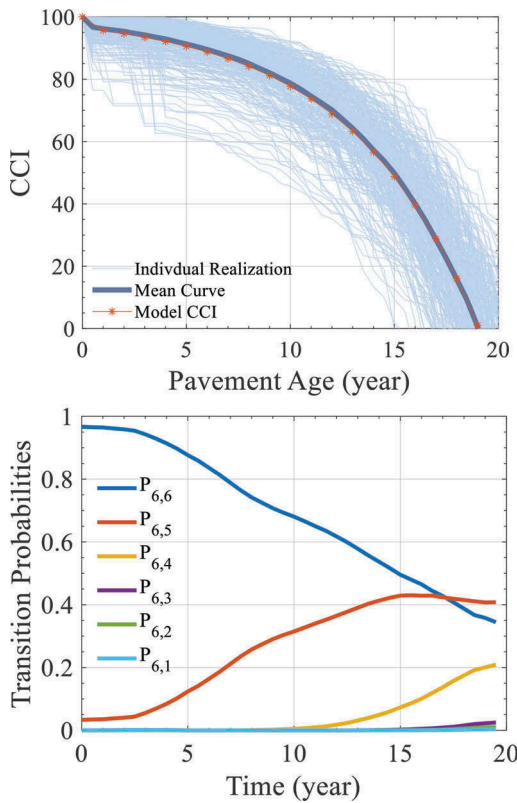 100
80
60
40
20
0
CCI
Indivdual Realization
Mean Curve
Model CCI
0 5 10 15 20
Pavement Age (year)
1
0.8
0.6
0.4
0.2
0
Transition Probabilities
P6,6
P6,5
P6,4
P6,3
P6,2
P6,1
0 5 10 15 20
Time (year)